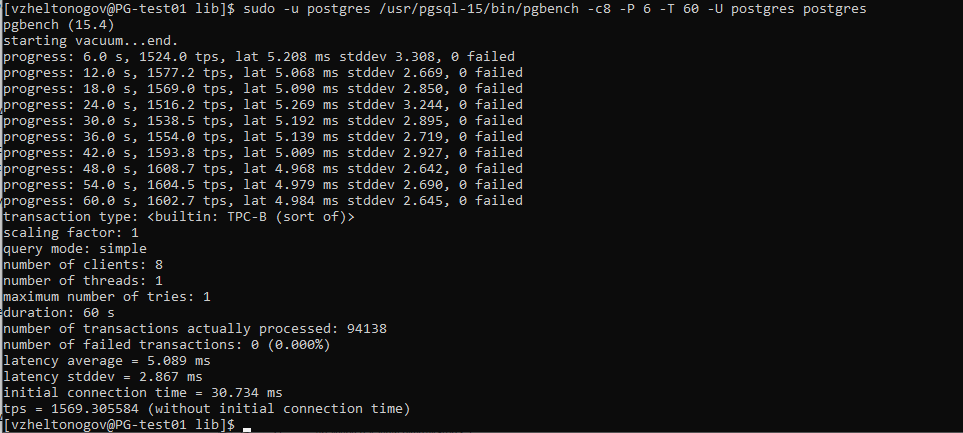 [vzheltonogov@PG-test01 lib]$ sudo -u postgres /usr/pgsql-15/bin/pgbench -c8 -P 6 -T 60 -U postgres postgres
pgbench (15.4)
starting vacuum...end.
progress: 6.0 s, 1524.0 tps, lat 5.208 ms stddev 3.308, 0 failed
progress: 12.0 s, 1577.2 tps, lat 5.068 ms stddev 2.669, 0 failed
progress: 18.0 s, 1569.0 tps, lat 5.090 ms stddev 2.850, 0 failed
progress: 24.0 s, 1516.2 tps, lat 5.269 ms stddev 3.244, 0 failed
progress: 30.0 s, 1538.5 tps, lat 5.192 ms stddev 2.895, 0 failed
progress: 36.0 s, 1554.0 tps, lat 5.139 ms stddev 2.719, 0 failed
progress: 42.0 s, 1593.8 tps, lat 5.009 ms stddev 2.927, 0 failed
progress: 48.0 s, 1608.7 tps, lat 4.968 ms stddev 2.642, 0 failed
progress: 54.0 s, 1604.5 tps, lat 4.979 ms stddev 2.690, 0 failed
progress: 60.0 s, 1602.7 tps, lat 4.984 ms stddev 2.645, 0 failed
transaction type: <builtin: TPC-B (sort of)>
scaling factor: 1
query mode: simple
number of clients: 8
number of threads: 1
maximum number of tries: 1
duration: 60 s
number of transactions actually processed: 94138
number of failed transactions: 0 (0.000%)
latency average = 5.089 ms
latency stddev = 2.867 ms
initial connection time = 30.734 ms
tps = 1569.305584 (without initial connection time)
[vzheltonogov@PG-test01 lib]$